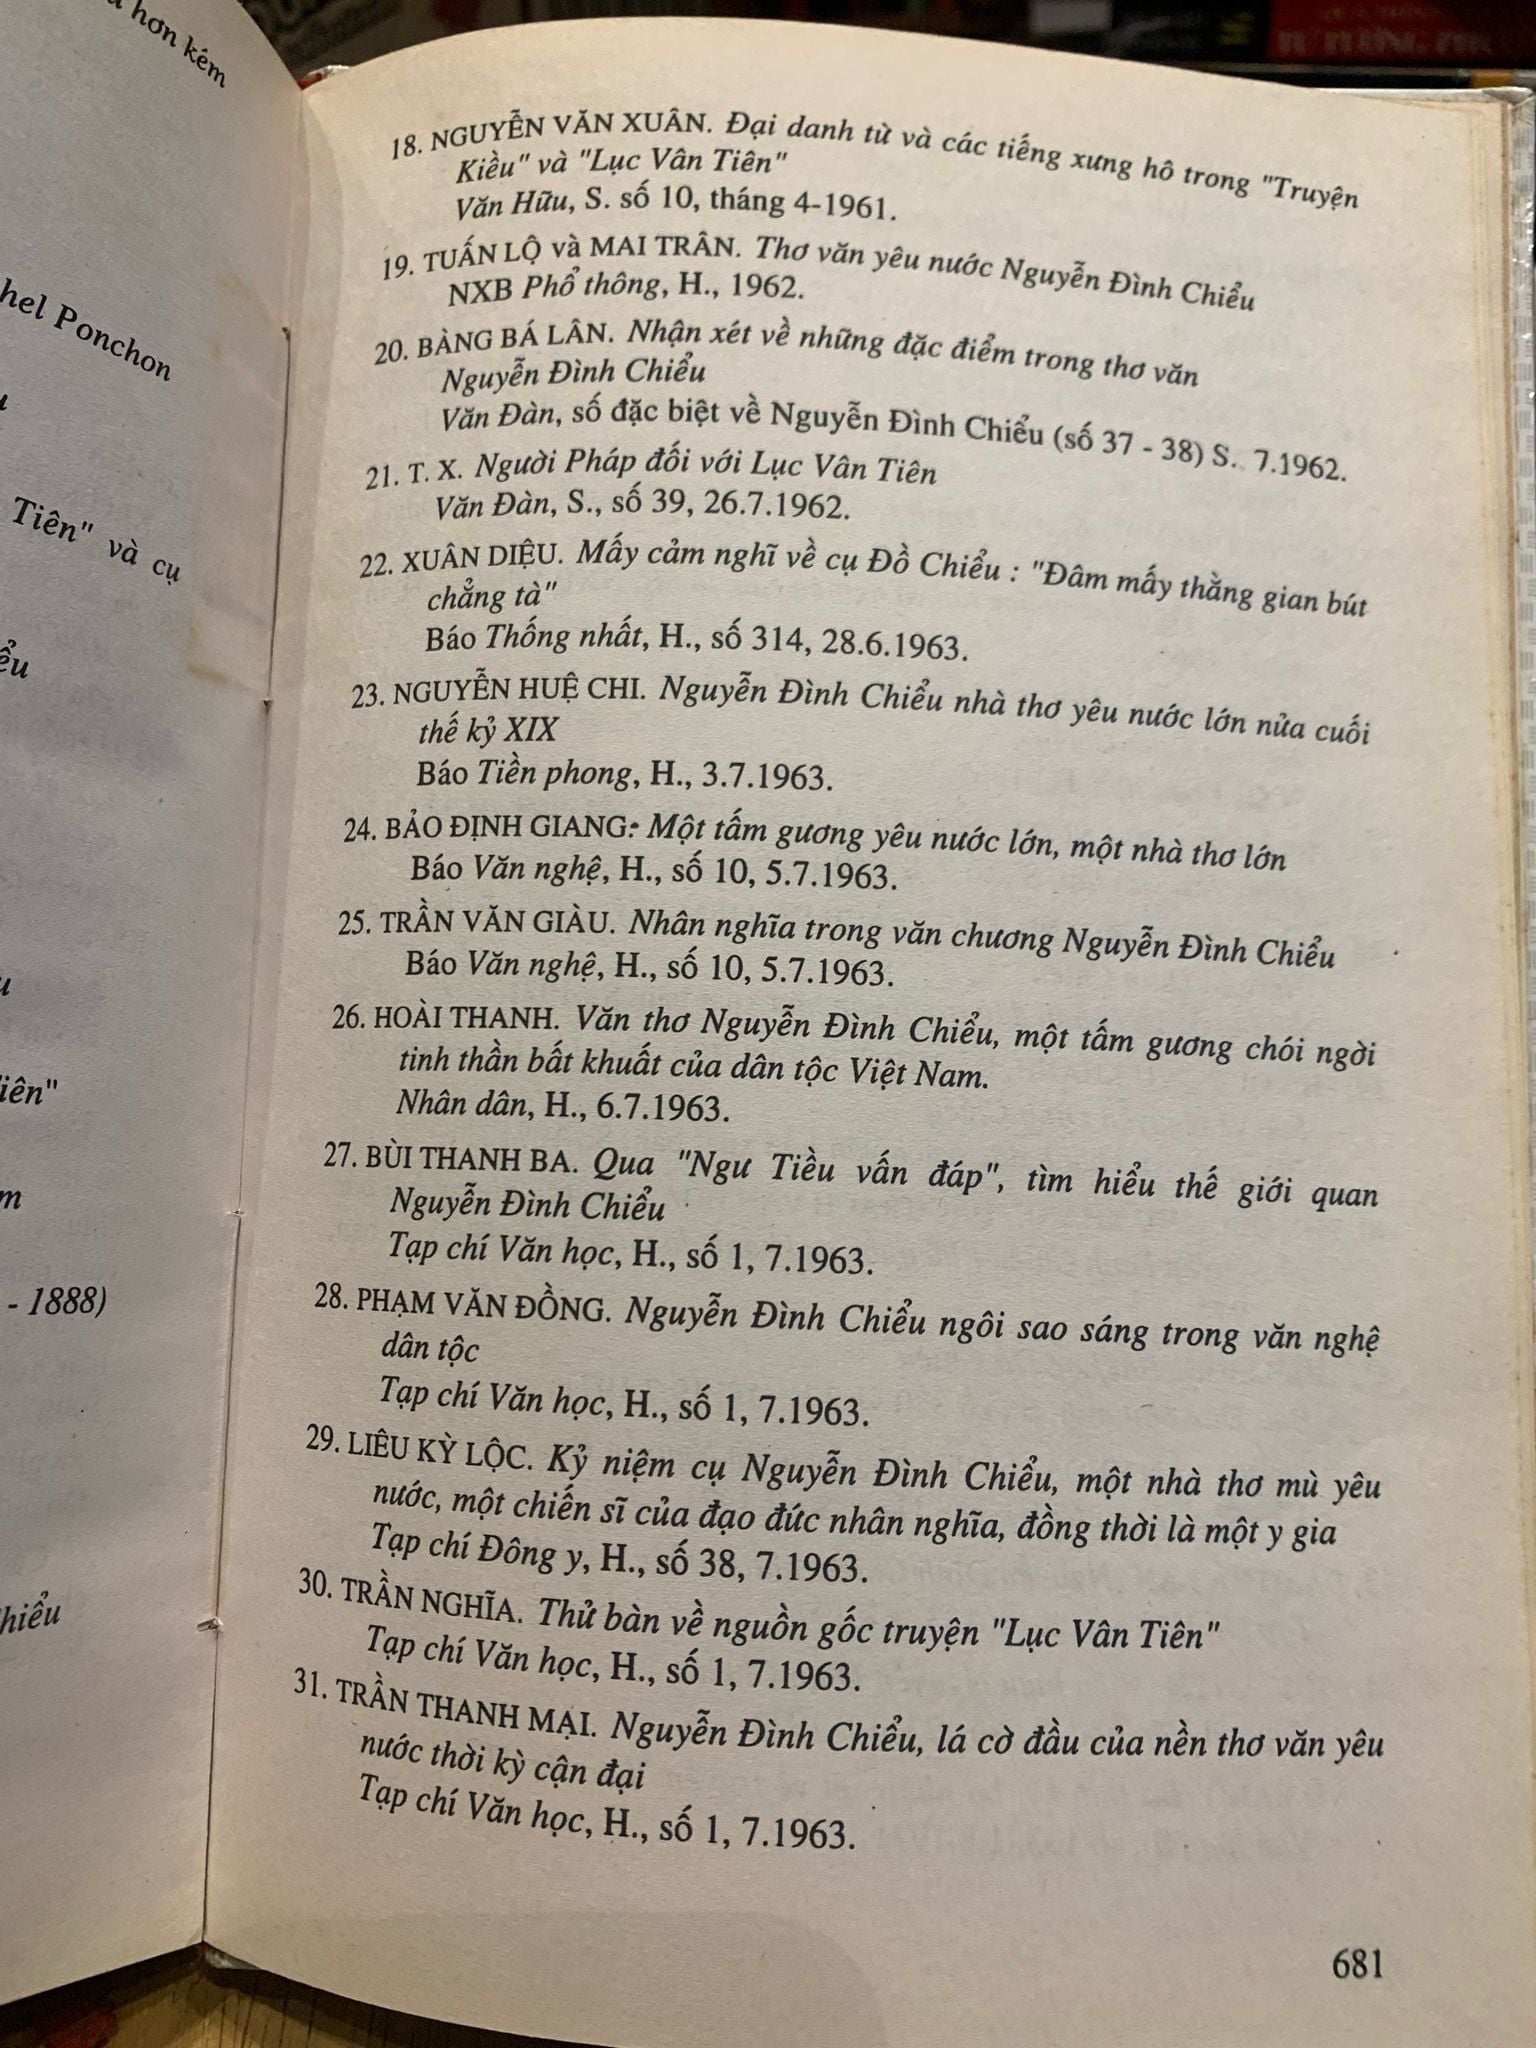 hơn kém
hel Ponchon
Tiên" và cụ
ểu
iên"
- 1888)
hiểu
18. NGUYỄN VĂN XUÂN. Đại danh từ và các tiếng xưng hô trong "Truyện
Kiều" và "Lục Vân Tiên"
Văn Hữu, S. số 10, tháng 4-1961.
19. TUẤN LỘ và MAI TRÂN. Thơ văn yêu nước Nguyễn Đình Chiểu
NXB Phổ thông, H., 1962.
20. BÀNG BÁ LÂN. Nhận xét về những đặc điểm trong thơ văn
Nguyễn Đình Chiểu
Văn Đàn, số đặc biệt về Nguyễn Đình Chiểu (số 37 - 38) S. 7.1962.
21. T. X. Người Pháp đối với Lục Vân Tiên
Văn Đàn, S., số 39, 26.7.1962.
22. XUÂN DIỆU. Mấy cảm nghĩ về cụ Đồ Chiểu : "Đâm mấy thằng gian bút
chẳng tà"
Báo Thống nhất, H., số 314, 28.6.1963.
23. NGUYỄN HUỆ CHI. Nguyễn Đình Chiểu nhà thơ yêu nước lớn nửa cuối
thế kỷ XIX
Báo Tiền phong, H., 3.7.1963.
24. BẢO ĐỊNH GIANG: Một tấm gương yêu nước lớn, một nhà thơ lớn
Báo Văn nghệ, H., số 10, 5.7.1963.
25. TRẦN VĂN GIÀU. Nhân nghĩa trong văn chương Nguyễn Đình Chiểu
Báo Văn nghệ, H., số 10, 5.7.1963.
26. HOÀI THANH. Văn thơ Nguyễn Đình Chiểu, một tấm gương chói ngời
tinh thần bất khuất của dân tộc Việt Nam.
Nhân dân, H., 6.7.1963.
27. BÙI THANH BA. Qua "Ngư Tiều vấn đáp", tìm hiểu thế giới quan
Nguyễn Đình Chiểu
Tạp chí Văn học, H., số 1, 7.1963.
28. PHẠM VĂN ĐỒNG. Nguyễn Đình Chiểu ngôi sao sáng trong văn nghệ
dân tộc
Tạp chí Văn học, H., số 1, 7.1963.
29. LIÊU KỲ LỘC. Kỷ niệm cụ Nguyễn Đình Chiểu, một nhà thơ mù yêu
nước, một chiến sĩ của đạo đức nhân nghĩa, đồng thời là một y gia
Tạp chí Đông y, H., số 38, 7.1963.
30. TRẦN NGHĨA. Thử bàn về nguồn gốc truyện "Lục Vân Tiên"
Tạp chí Văn học, H., số 1, 7.1963.
31. TRẦN THANH MẠI. Nguyễn Đình Chiểu, lá cờ đầu của nền thơ văn yêu
nước thời kỳ cận đại
Tạp chí Văn học, H., số 1, 7.1963.
681